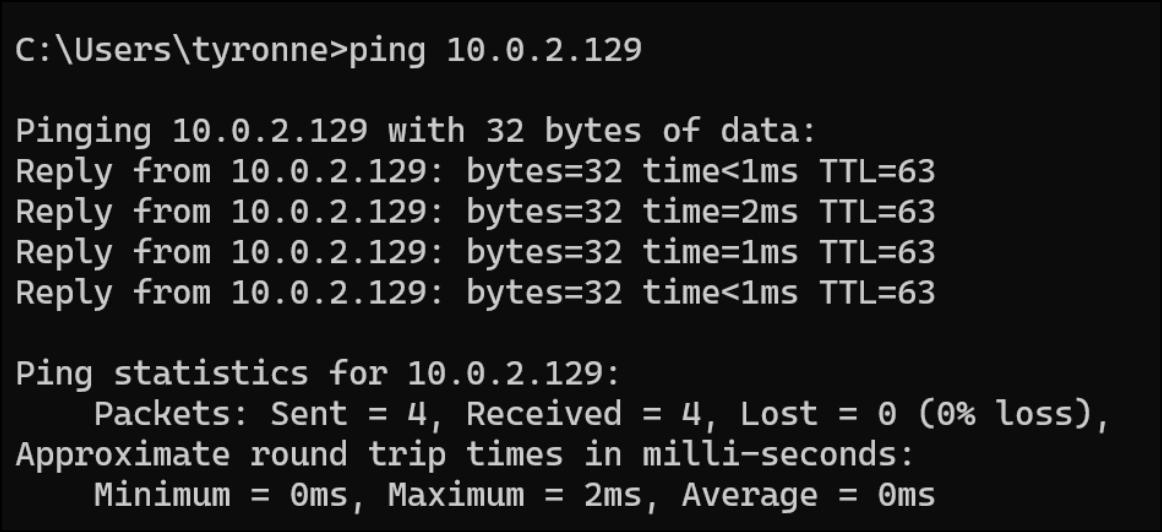 C:\Users\tyronne>ping 10.0.2.129
Pinging 10.0.2.129 with 32 bytes of data:
Reply from 10.0.2.129: bytes=32 time<1ms TTL=63
Reply from 10.0.2.129: bytes=32 time=2ms TTL=63
Reply from 10.0.2.129: bytes=32 time=1ms TTL=63
Reply from 10.0.2.129: bytes=32 time<1ms TTL=63
Ping statistics for 10.0.2.129:
Packets: Sent = 4, Received = 4, Lost = 0 (0% loss),
Approximate round trip times in milli-seconds:
Minimum = 0ms, Maximum = 2ms, Average = 0ms